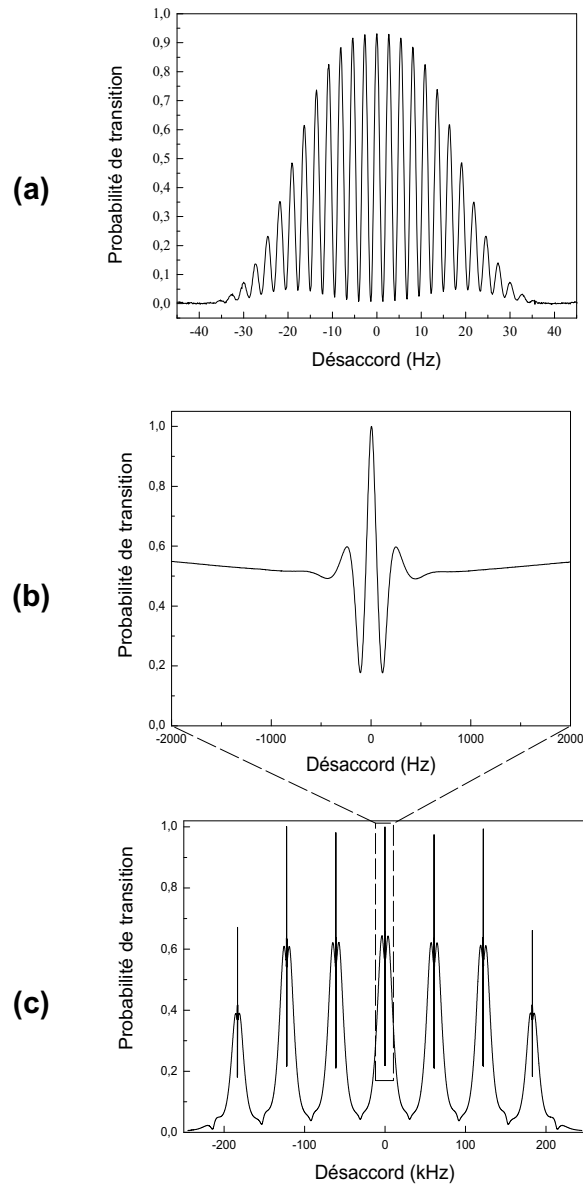 (a)
Probabilité de transition
1,0
0,9
0,8
0,7
0,6
0,5
0,4
0,3
0,2
0,1
0,0
-40 -30 -20 -10 0 10 20 30 40
Désaccord (Hz)
(b)
Probabilité de transition
1,0
0,8
0,6
0,4
0,2
0,0
-2000 -1000 0 1000 2000
Désaccord (Hz)
(c)
Probabilité de transition
1,0
0,8
0,6
0,4
0,2
0,0
-200 -100 0 100 200
Désaccord (kHz)